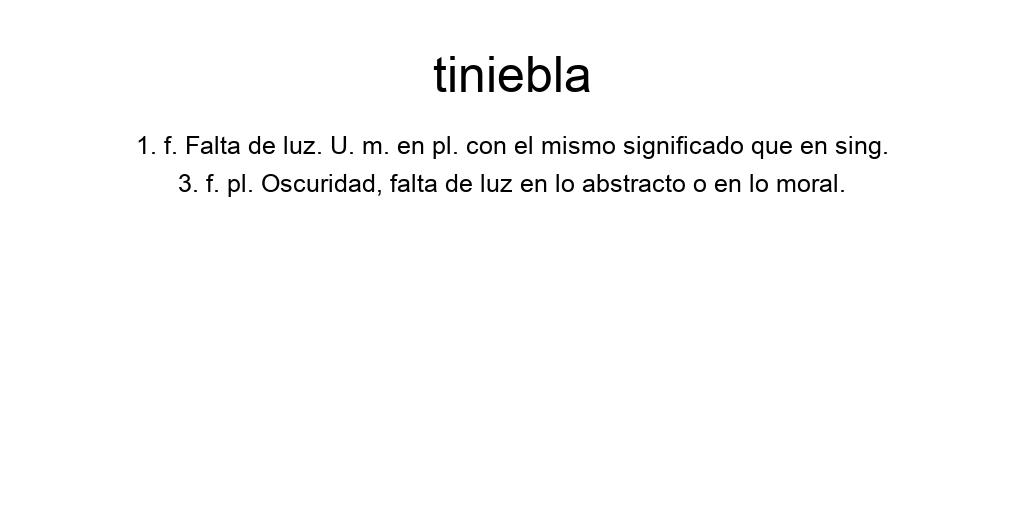 tiniebla
1. f. Falta de luz. U. m. en pl. con el mismo significado que en sing.
3. f. pl. Oscuridad, falta de luz en lo abstracto o en lo moral.